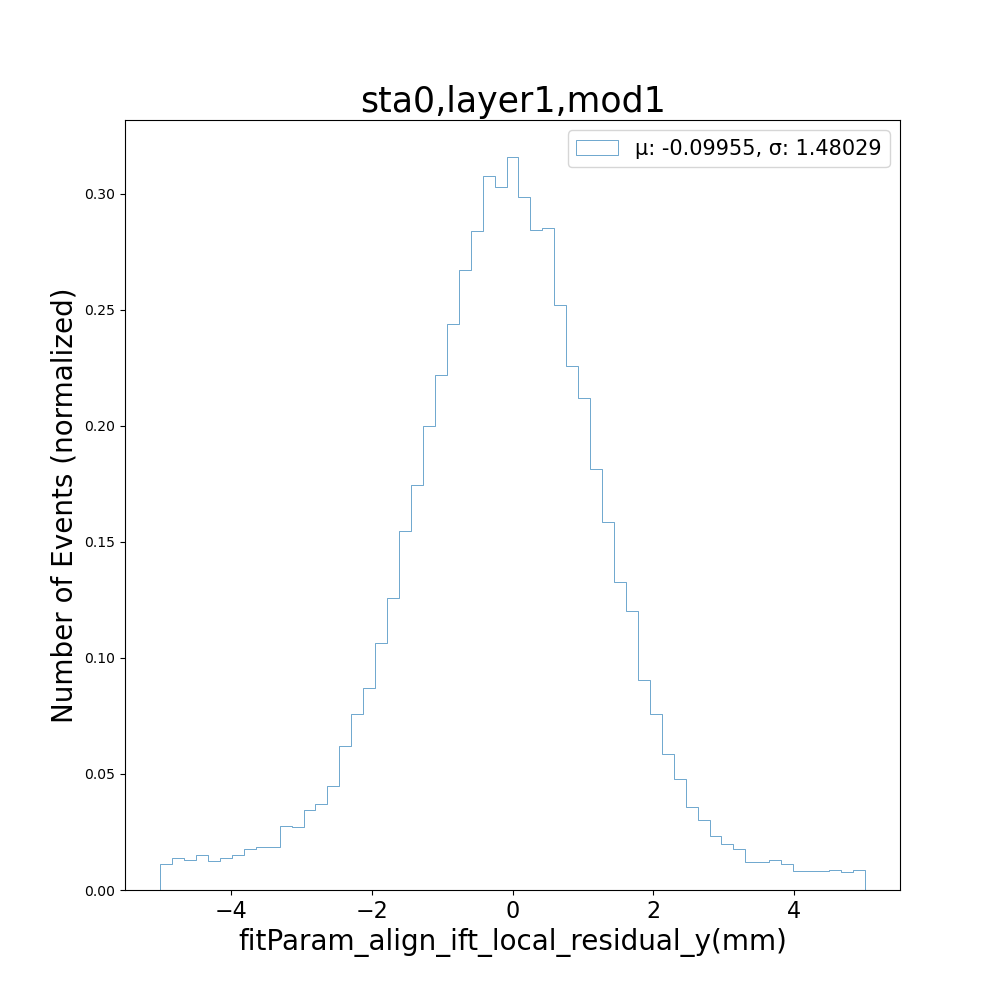 sta0,layer1,mod1
μ: -0.09955, σ: 1.48029
Number of Events (normalized)
0.30
0.25
0.20
0.15
0.10
0.05
0.00
−4 −2 0 2 4
fitParam_align_ift_local_residual_y(mm)